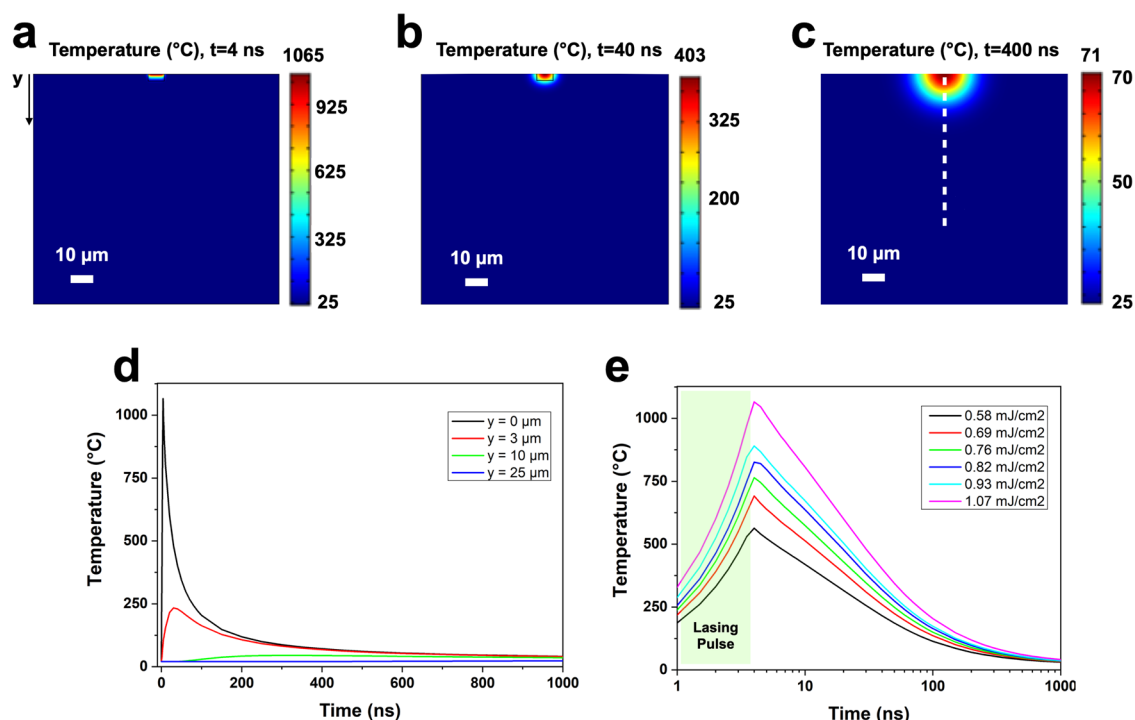 a
Temperature (°C), t=4 ns
1065
y
925
625
325
25
10 µm
b
Temperature (°C), t=40 ns
403
325
200
25
10 µm
c
Temperature (°C), t=400 ns
71
70
50
25
10 µm
d
Temperature (°C)
1000
750
500
250
0
0
200
400
600
800
1000
Time (ns)
y = 0 µm
y = 3 µm
y = 10 µm
y = 25 µm
e
Temperature (°C)
1000
750
500
250
0
1
10
100
1000
Time (ns)
Lasing
Pulse
0.58 mJ/cm2
0.69 mJ/cm2
0.76 mJ/cm2
0.82 mJ/cm2
0.93 mJ/cm2
1.07 mJ/cm2